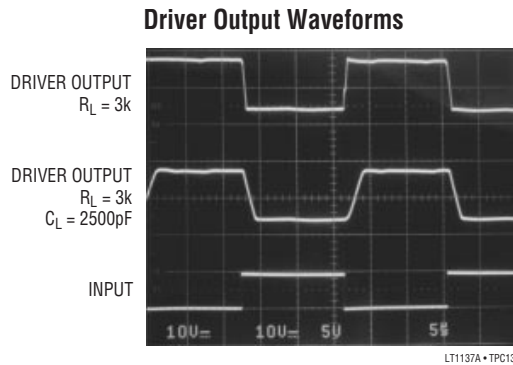 Driver Output Waveforms
DRIVER OUTPUT
RL = 3k
DRIVER OUTPUT
RL = 3k
CL = 2500pF
INPUT
10V 10V 5V
LT1137A • TPC13